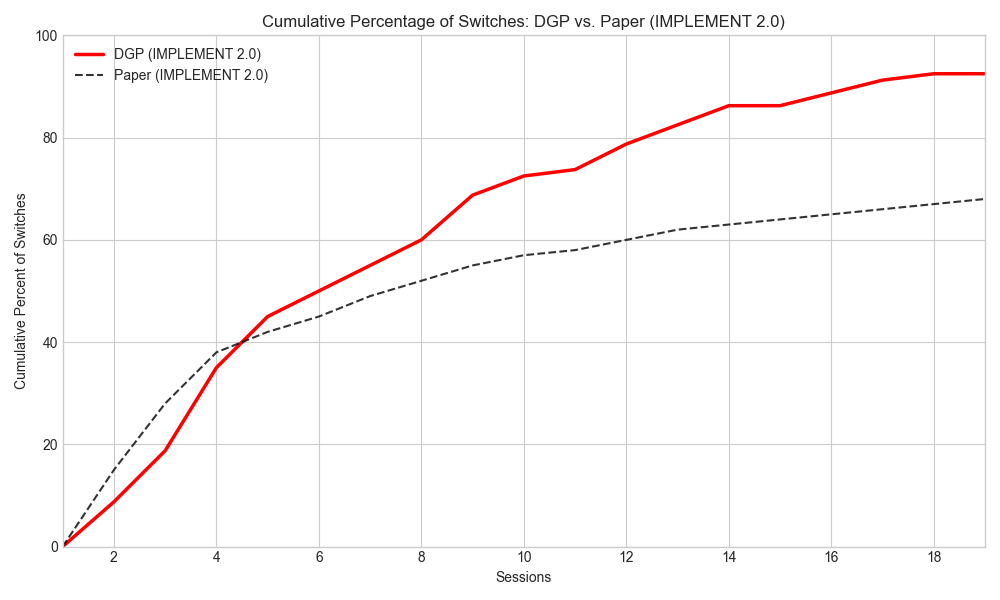 Cumulative Percentage of Switches: DGP vs. Paper (IMPLEMENT 2.0)
DGP (IMPLEMENT 2.0)
Paper (IMPLEMENT 2.0)
Cumulative Percent of Switches
100
80
60
40
20
0
2 4 6 8 10 12 14 16 18
Sessions